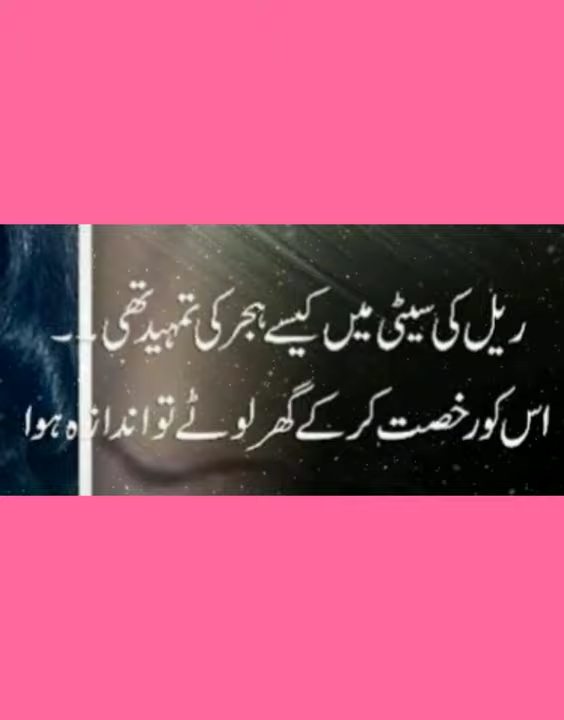 ریل کی سیٹی میں کیسے ہجر کی تمہید تھی۔۔
اس کو رخصت کر کے گھر لوٹے تو اندازہ ہوا